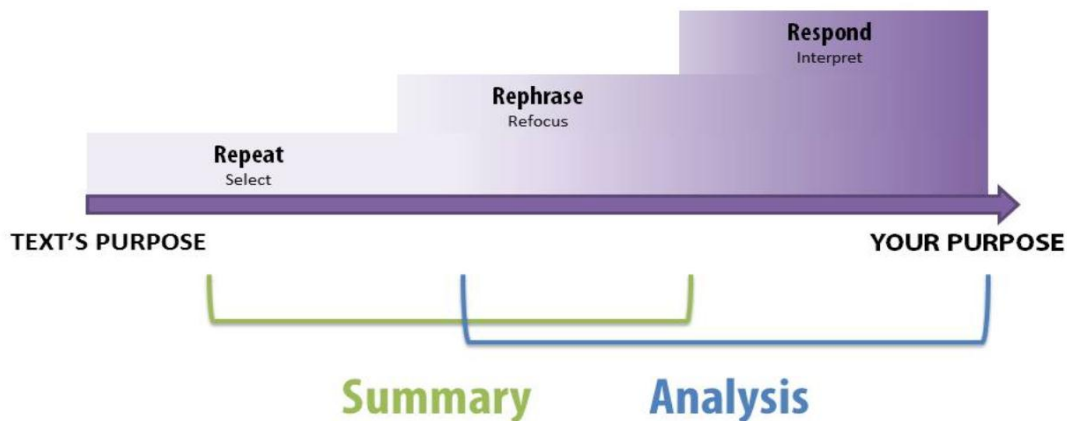 Respond
Interpret
Rephrase
Refocus
Repeat
Select
TEXT'S PURPOSE
YOUR PURPOSE
Summary
Analysis